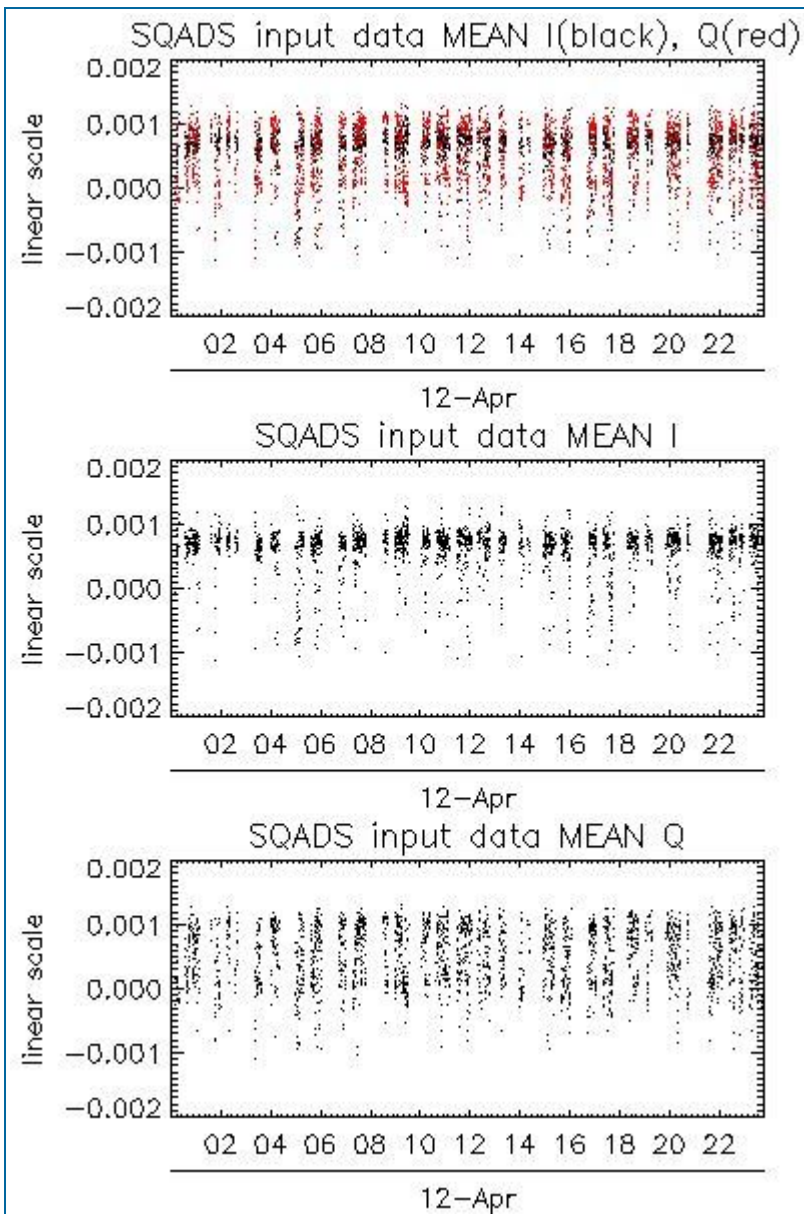 SQADS input data MEAN I(black), Q(red)
linear scale
0.002
0.001
0.000
−0.001
−0.002
02 04 06 08 10 12 14 16 18 20 22
12-Apr
SQADS input data MEAN I
linear scale
0.002
0.001
0.000
−0.001
−0.002
02 04 06 08 10 12 14 16 18 20 22
12-Apr
SQADS input data MEAN Q
linear scale
0.002
0.001
0.000
−0.001
−0.002
02 04 06 08 10 12 14 16 18 20 22
12-Apr